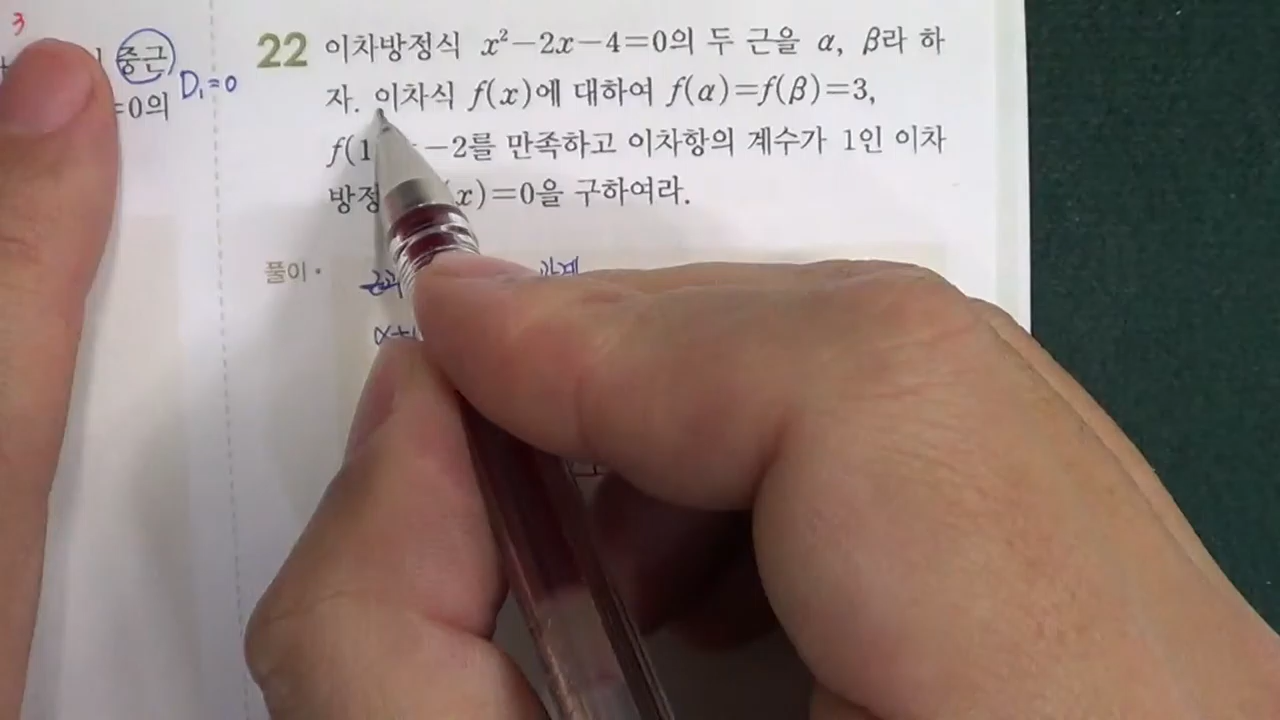 3
중근
D₁=0
=0의
22 이차방정식 x²-2x-4=0의 두 근을 α, β라 하
자. 이차식 f(x)에 대하여 f(α)=f(β)=3,
f(1 -2를 만족하고 이차항의 계수가 1인 이차
방정 (x)=0을 구하여라.
풀이•
관계
α+